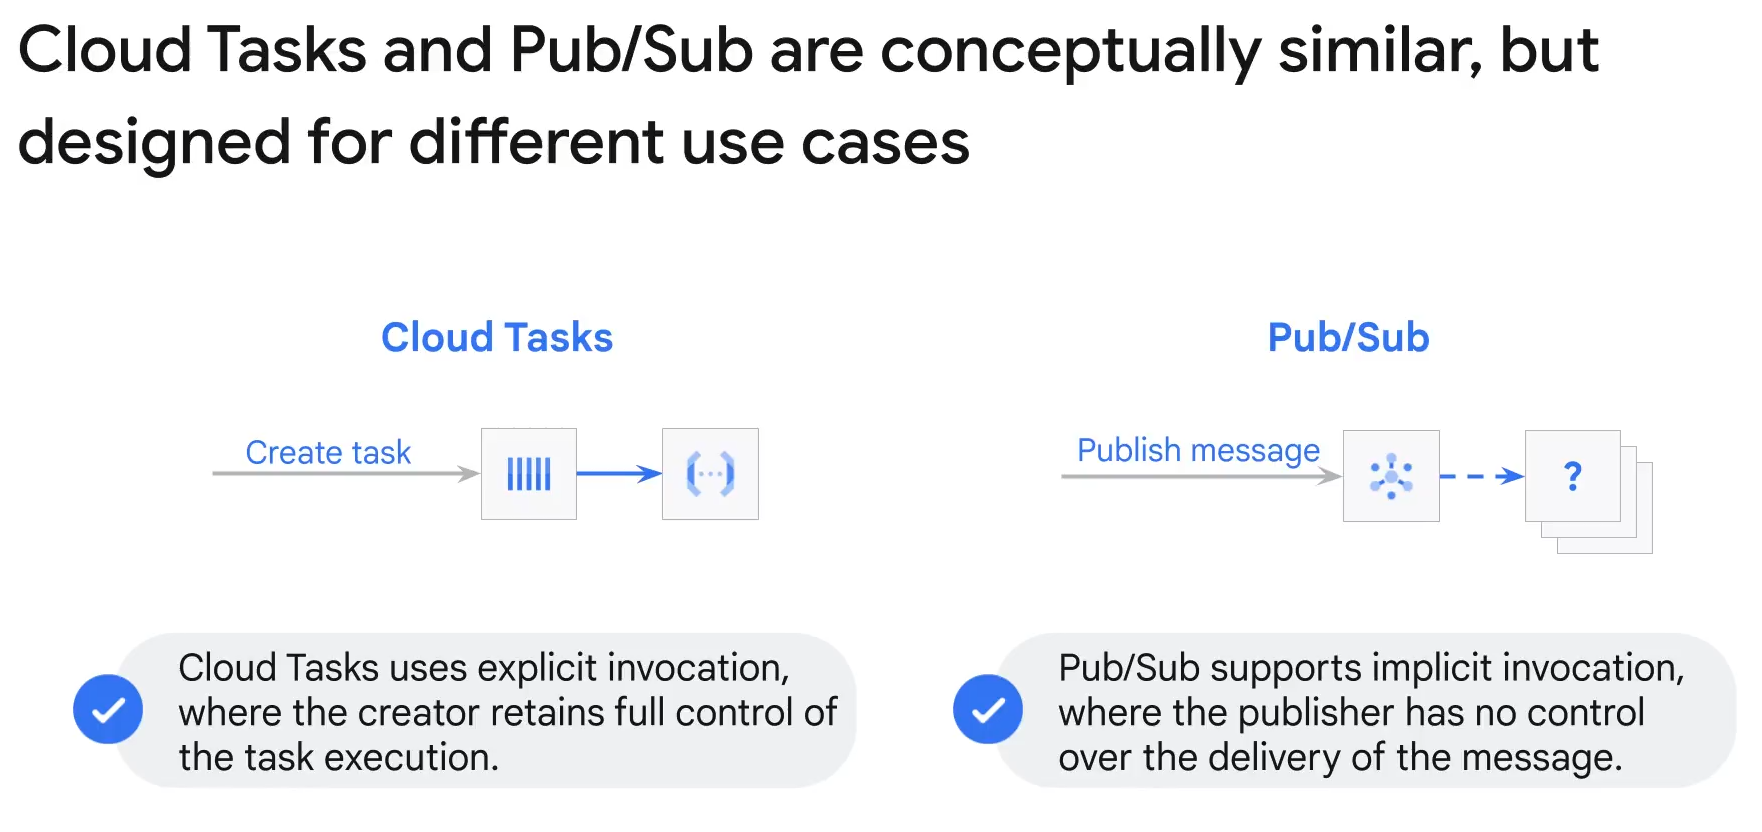 Cloud Tasks and Pub/Sub are conceptually similar, but
designed for different use cases
Cloud Tasks
Create task
Cloud Tasks uses explicit invocation,
where the creator retains full control of
the task execution.
Pub/Sub
Publish message
?
Pub/Sub supports implicit invocation,
where the publisher has no control
over the delivery of the message.